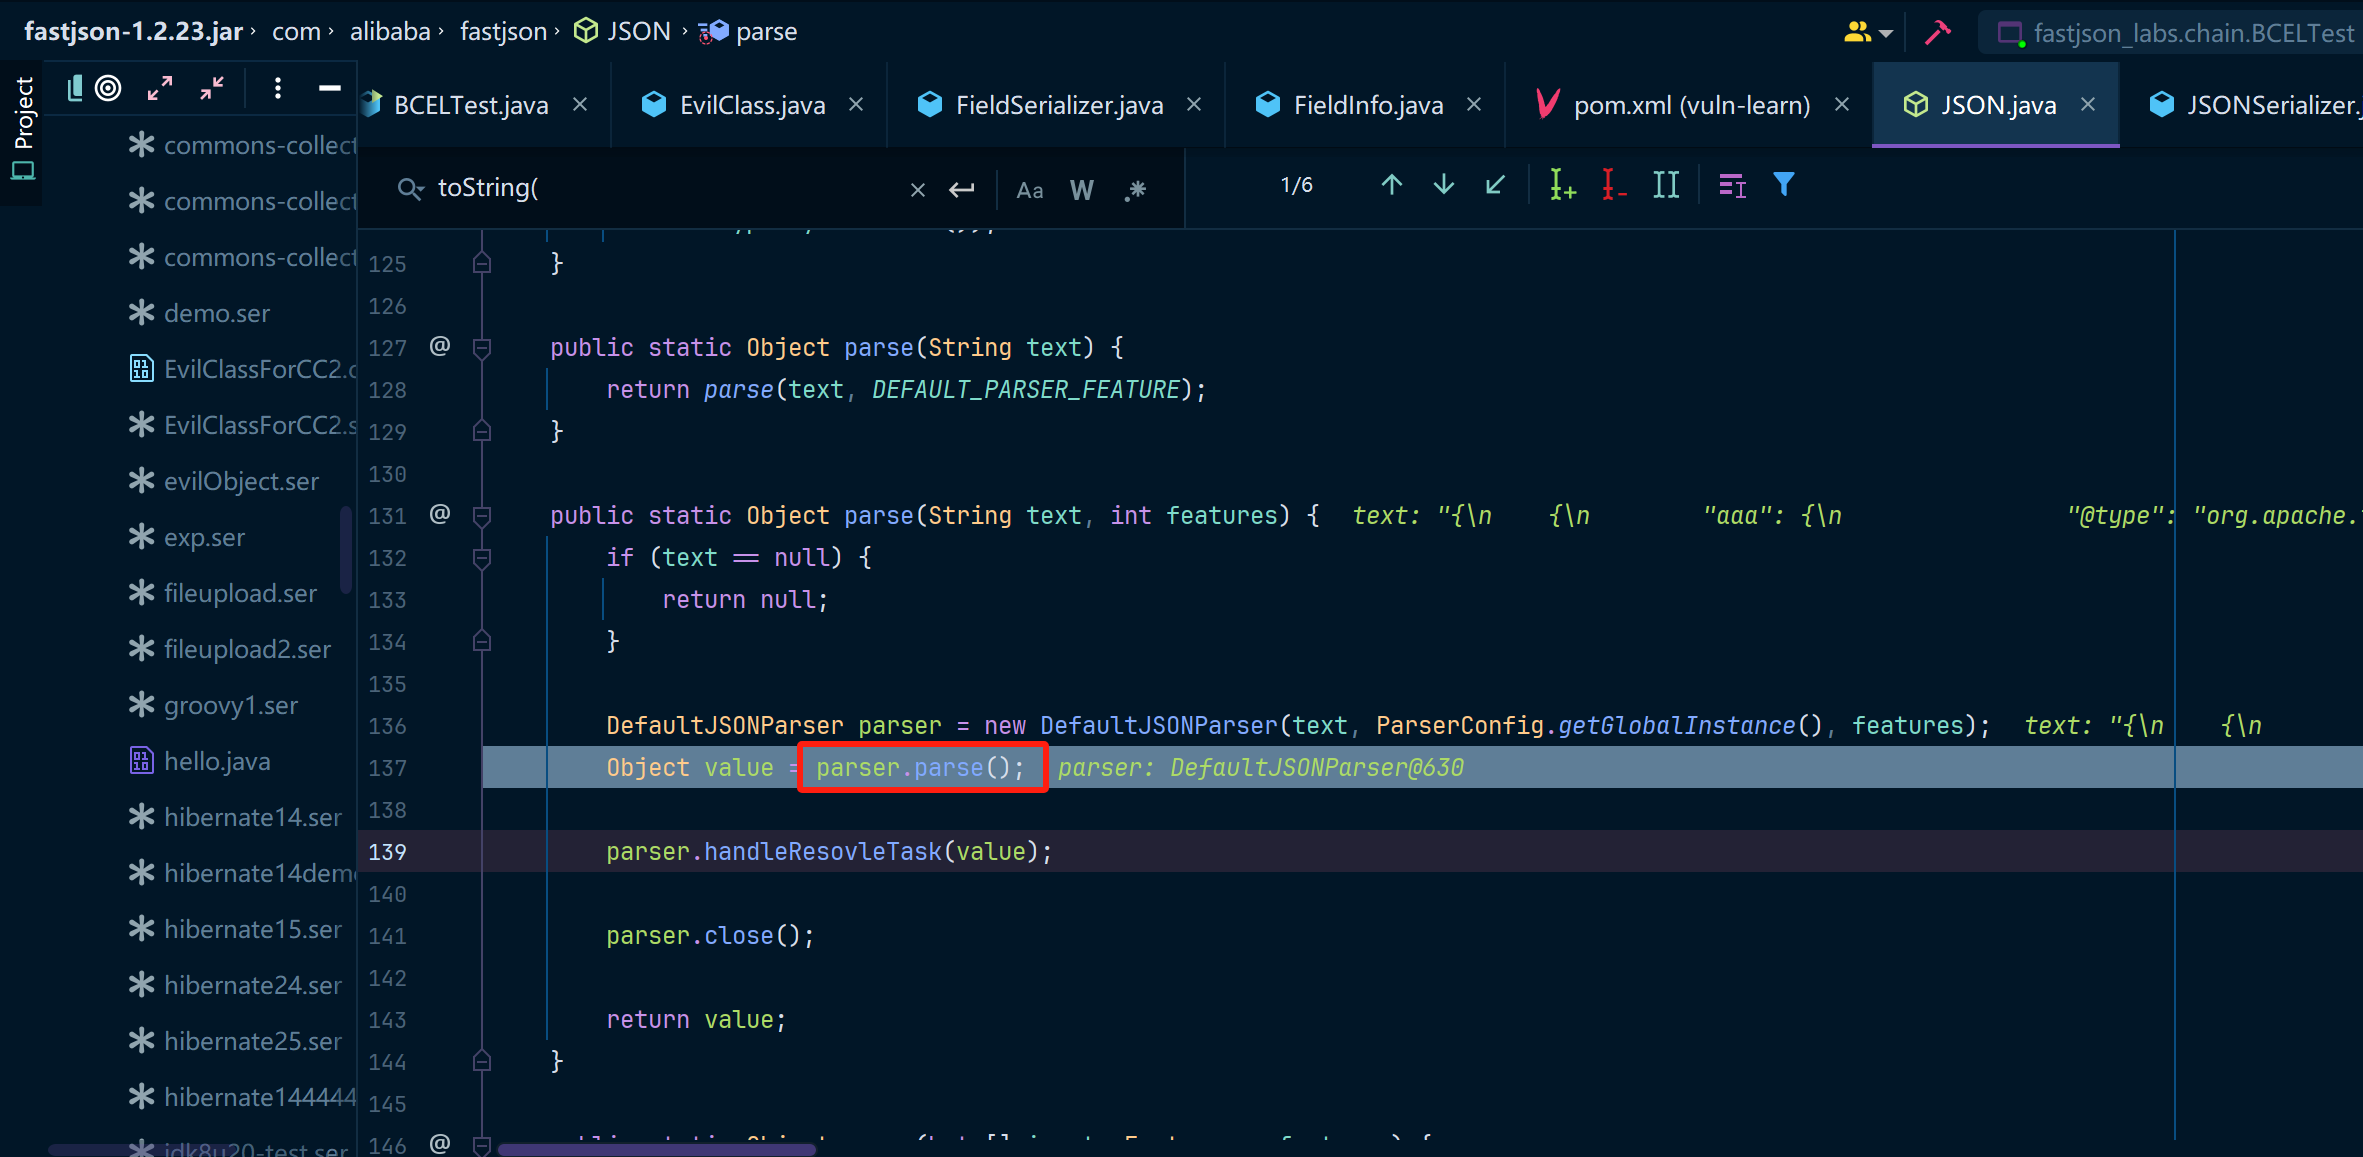 fastjson-1.2.23.jar › com › alibaba › fastjson › JSON › parse
fastjson_labs.chain.BCELTest
Project
BCELTest.java
EvilClass.java
FieldSerializer.java
FieldInfo.java
pom.xml (vuln-learn)
JSON.java
JSONSerializer.
toString(
Aa W .*
1/6
commons-collect
commons-collect
commons-collect
demo.ser
EvilClassForCC2.
EvilClassForCC2.s
evilObject.ser
exp.ser
fileupload.ser
fileupload2.ser
groovy1.ser
hello.java
hibernate14.ser
hibernate14dem
hibernate15.ser
hibernate24.ser
hibernate25.ser
hibernate144444
jdk8u20-test.ser
125 }
126
127 @ public static Object parse(String text) {
128 return parse(text, DEFAULT_PARSER_FEATURE);
129 }
130
131 @ public static Object parse(String text, int features) { text: "{\n {\n "aaa": {\n "@type": "org.apache.
132 if (text == null) {
133 return null;
134 }
135
136 DefaultJSONParser parser = new DefaultJSONParser(text, ParserConfig.getGlobalInstance(), features); text: "{\n {\n
137 Object value = parser.parse(); parser: DefaultJSONParser@630
138
139 parser.handleResovleTask(value);
140
141 parser.close();
142
143 return value;
144 }
145
146 @